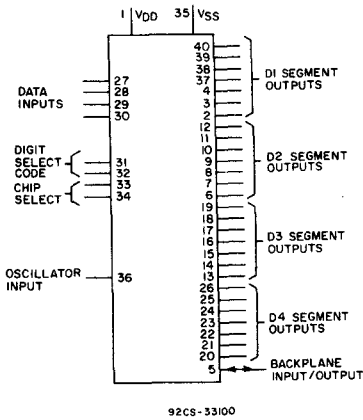 1 VDD 35 VSS
40
39
38
37
4
3
2
D1 SEGMENT
OUTPUTS
27
28
29
30
DATA
INPUTS
12
11
10
9
8
7
6
D2 SEGMENT
OUTPUTS
DIGIT
SELECT
CODE
31
32
CHIP
SELECT
33
34
19
18
17
16
15
14
13
D3 SEGMENT
OUTPUTS
OSCILLATOR
INPUT
36
26
25
24
23
22
21
20
D4 SEGMENT
OUTPUTS
5
BACKPLANE
INPUT/OUTPUT
92CS-33100